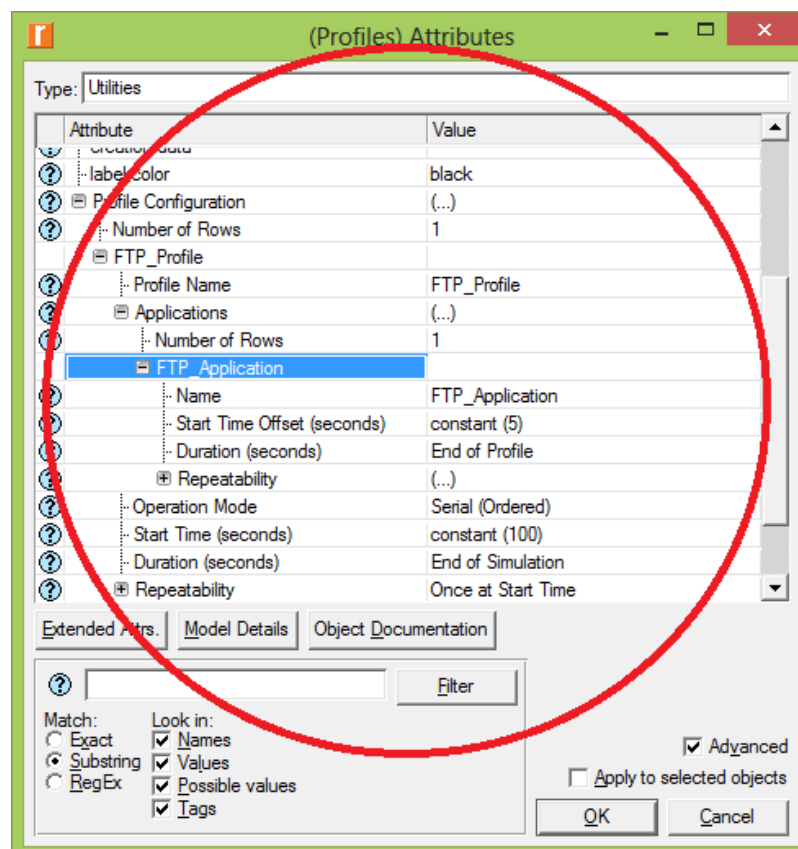 (Profiles) Attributes
Type: Utilities
Attribute Value
creation data
label color black
Profile Configuration (...)
Number of Rows 1
FTP_Profile
Profile Name FTP_Profile
Applications (...)
Number of Rows 1
FTP_Application
Name FTP_Application
Start Time Offset (seconds) constant (5)
Duration (seconds) End of Profile
Repeatability (...)
Operation Mode Serial (Ordered)
Start Time (seconds) constant (100)
Duration (seconds) End of Simulation
Repeatability Once at Start Time
Extended Attrs. Model Details Object Documentation
Filter
Match: Look in:
Exact Names
Substring Values
RegEx Possible values
Tags
Advanced
Apply to selected objects
OK Cancel